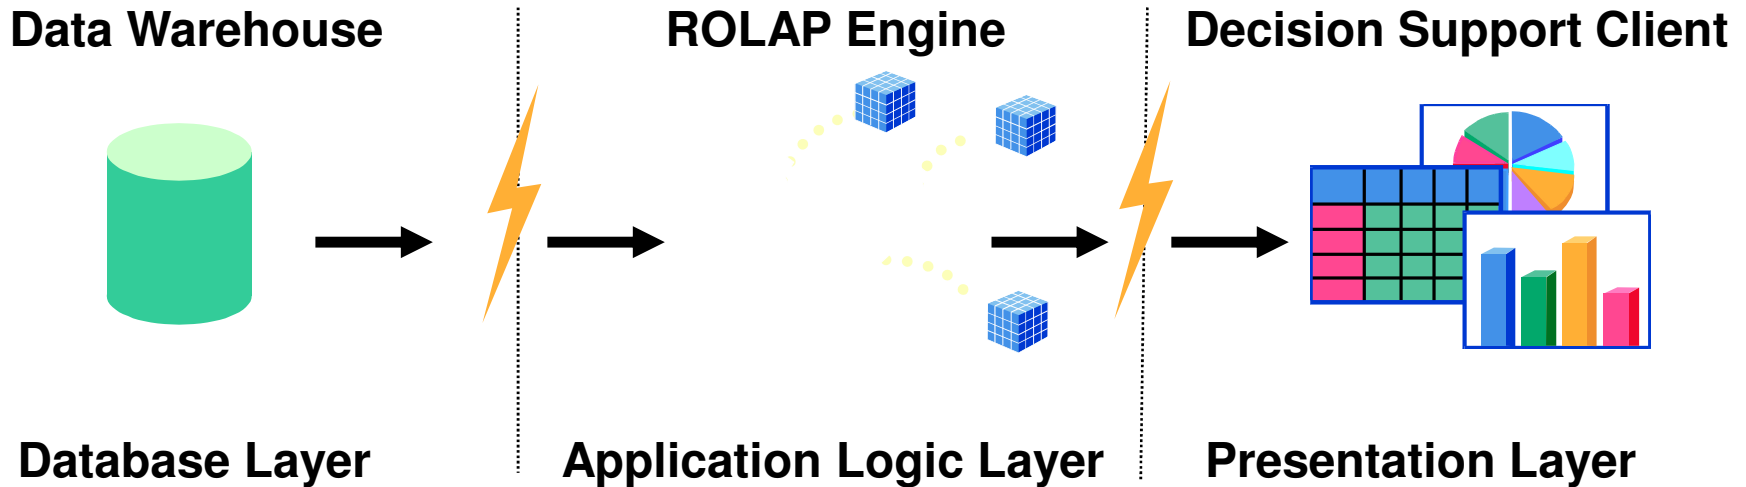 Data Warehouse
ROLAP Engine
Decision Support Client
Database Layer
Application Logic Layer
Presentation Layer